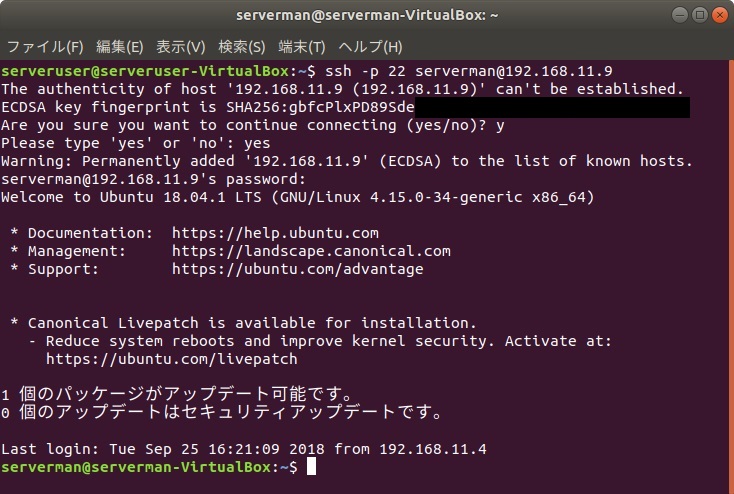 serverman@serverman-VirtualBox: ~
ファイル(F) 編集(E) 表示(V) 検索(S) 端末(T) ヘルプ(H)
serveruser@serveruser-VirtualBox:~$ ssh -p 22 serverman@192.168.11.9
The authenticity of host '192.168.11.9 (192.168.11.9)' can't be established.
ECDSA key fingerprint is SHA256:gbfcPlxPD89Sde
Are you sure you want to continue connecting (yes/no)? y
Please type 'yes' or 'no': yes
Warning: Permanently added '192.168.11.9' (ECDSA) to the list of known hosts.
serverman@192.168.11.9's password:
Welcome to Ubuntu 18.04.1 LTS (GNU/Linux 4.15.0-34-generic x86_64)
* Documentation: https://help.ubuntu.com
* Management: https://landscape.canonical.com
* Support: https://ubuntu.com/advantage
* Canonical Livepatch is available for installation.
- Reduce system reboots and improve kernel security. Activate at:
https://ubuntu.com/livepatch
1 個のパッケージがアップデート可能です。
0 個のアップデートはセキュリティアップデートです。
Last login: Tue Sep 25 16:21:09 2018 from 192.168.11.4
serverman@serverman-VirtualBox:~$